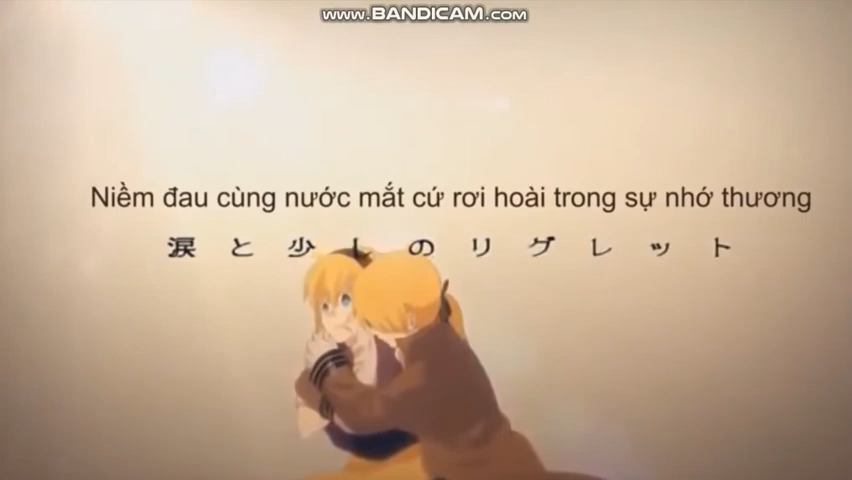 www.BANDICAM.com
Niềm đau cùng nước mắt cứ rơi hoài trong sự nhớ thương
涙と少しのリグレット